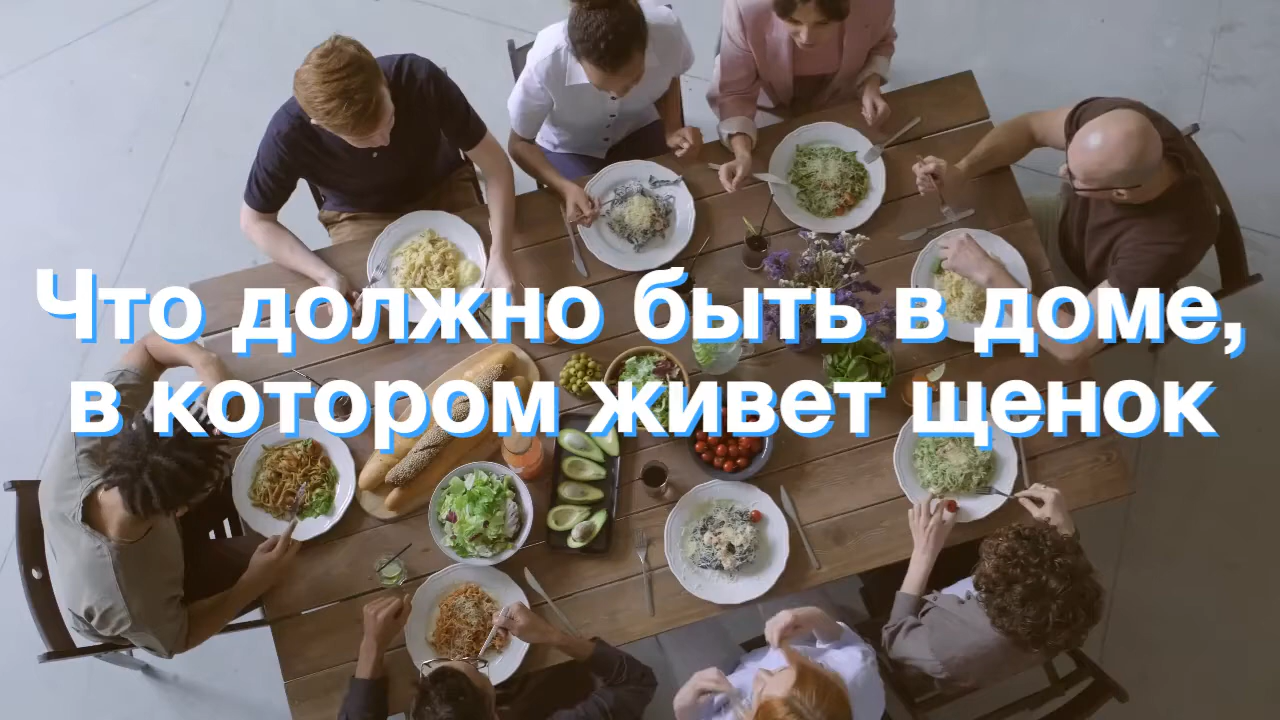 Что должно быть в доме,
в котором живет щенок